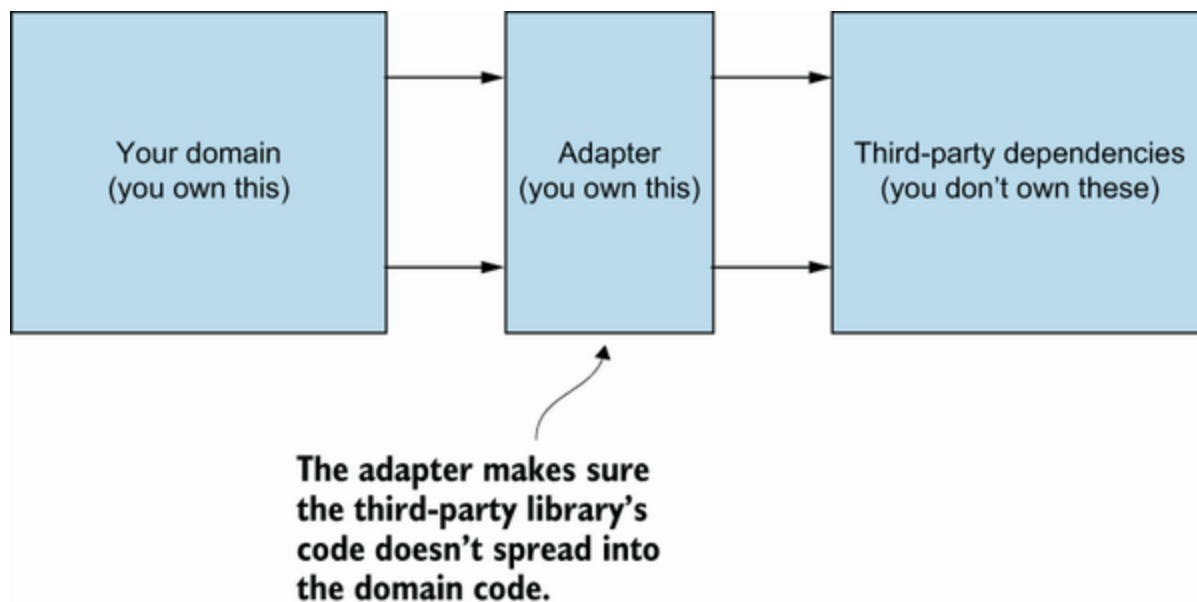 Your domain
(you own this)
Adapter
(you own this)
Third-party dependencies
(you don't own these)
The adapter makes sure
the third-party library's
code doesn't spread into
the domain code.